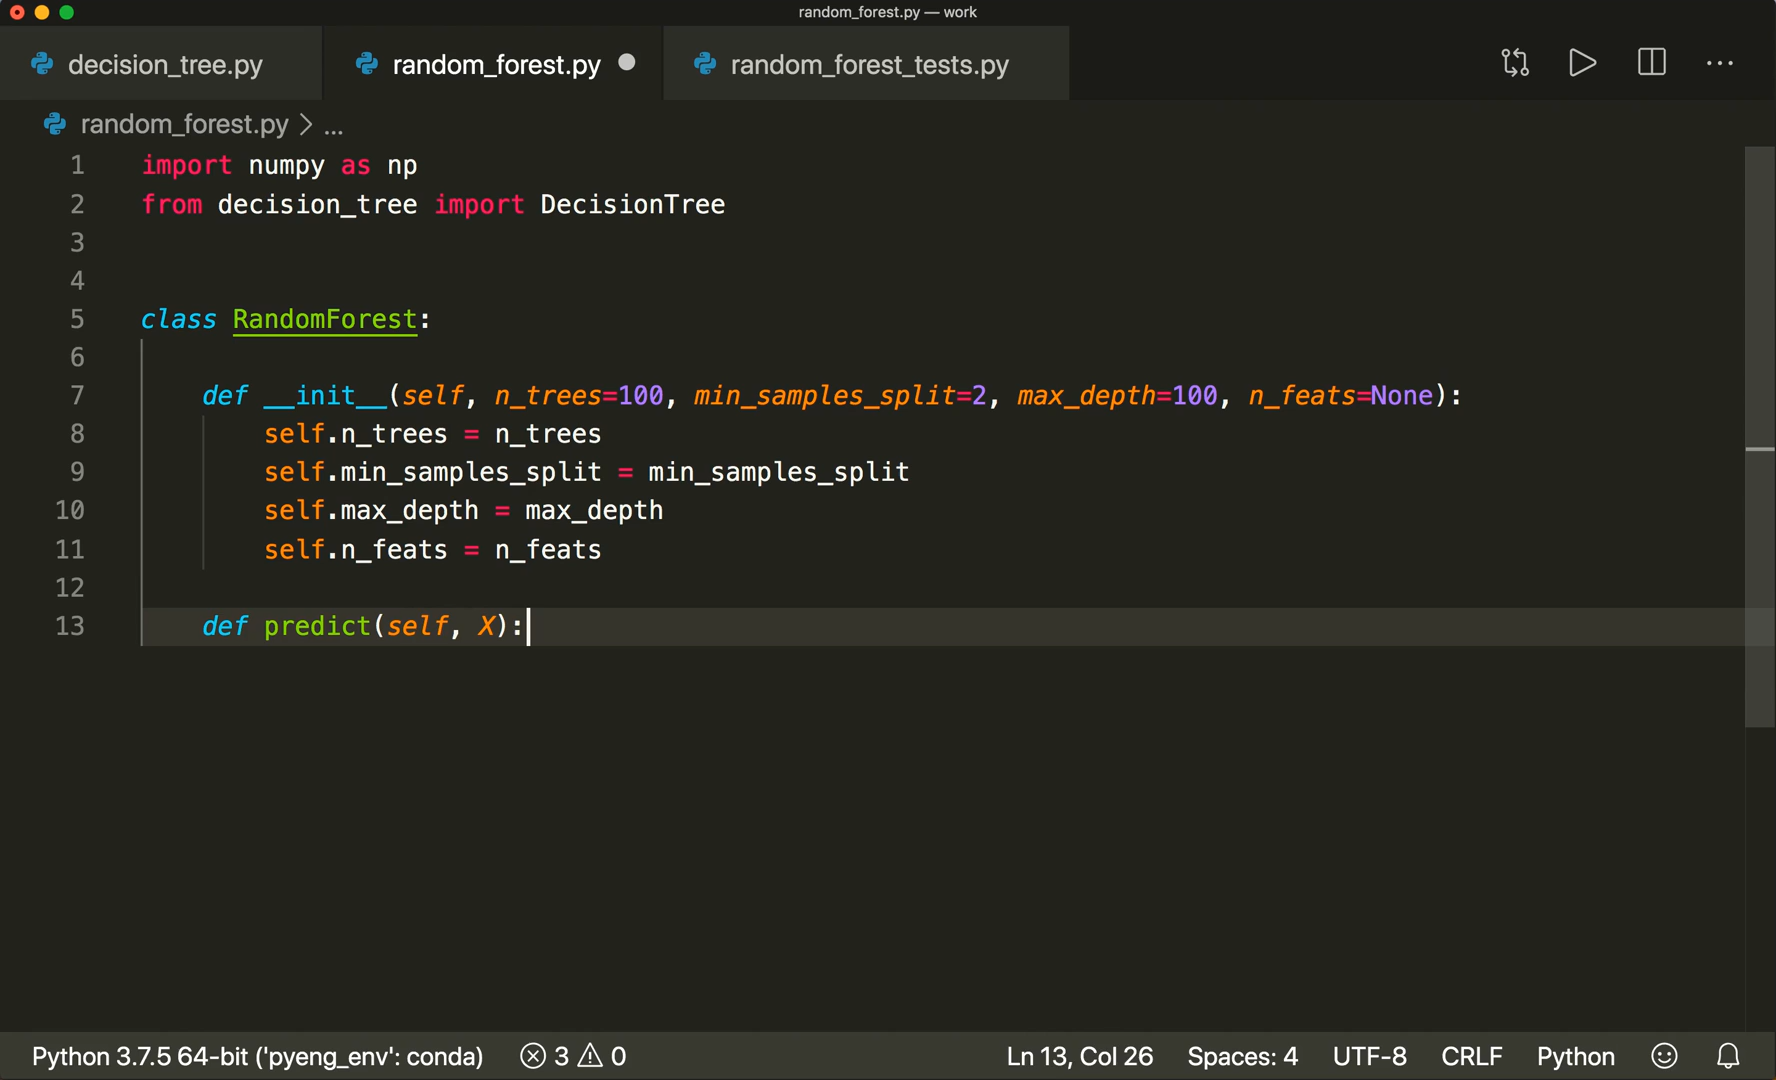 random_forest.py — work
decision_tree.py
random_forest.py
random_forest_tests.py
random_forest.py > ...
1 import numpy as np
2 from decision_tree import DecisionTree
3
4
5 class RandomForest:
6
7 def __init__(self, n_trees=100, min_samples_split=2, max_depth=100, n_feats=None):
8 self.n_trees = n_trees
9 self.min_samples_split = min_samples_split
10 self.max_depth = max_depth
11 self.n_feats = n_feats
12
13 def predict(self, X):
Python 3.7.5 64-bit ('pyeng_env': conda) 3 0 Ln 13, Col 26 Spaces: 4 UTF-8 CRLF Python